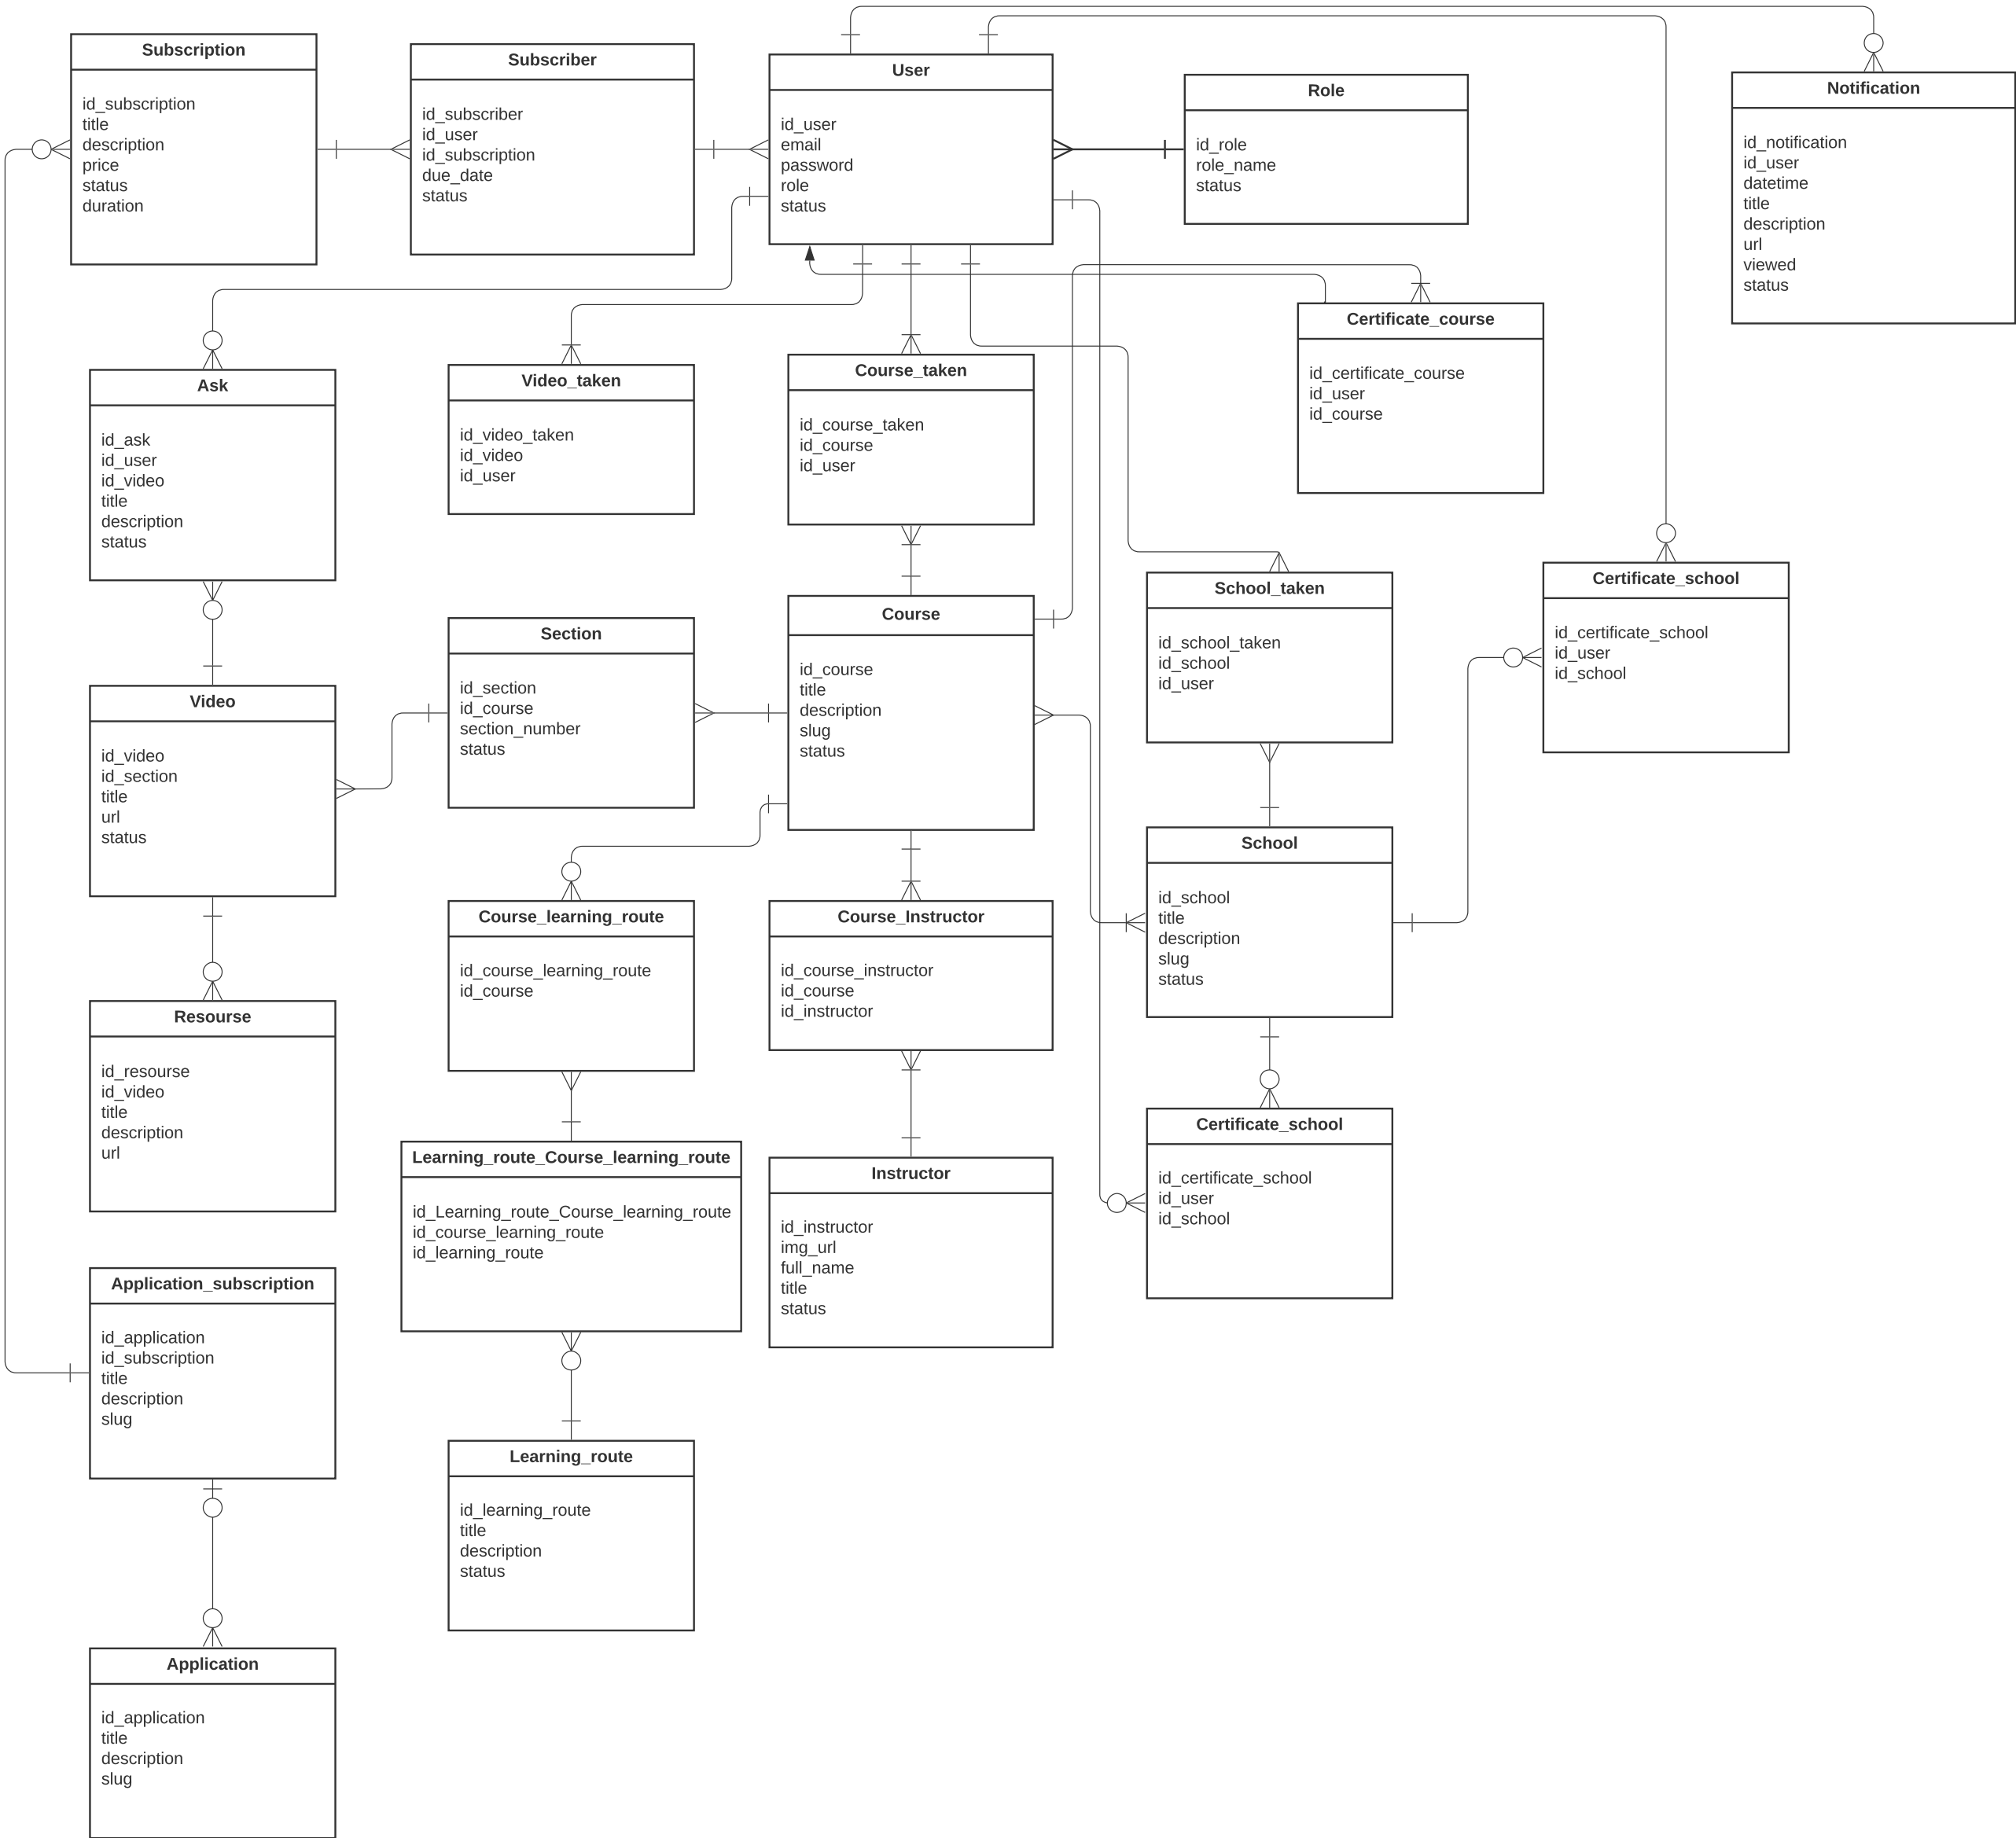 Subscription
id_subscription
title
description
price
status
duration
Subscriber
id_subscriber
id_user
id_subscription
due_date
status
User
id_user
email
password
role
status
Role
id_role
role_name
status
Notification
id_notification
id_user
datetime
title
description
url
viewed
status
Certificate_course
id_certificate_course
id_user
id_course
Ask
id_ask
id_user
id_video
title
description
status
Video_taken
id_video_taken
id_video
id_user
Course_taken
id_course_taken
id_course
id_user
School_taken
id_school_taken
id_school
id_user
Certificate_school
id_certificate_school
id_user
id_school
Video
id_video
id_section
title
url
status
Section
id_section
id_course
section_number
status
Course
id_course
title
description
slug
status
School
id_school
title
description
slug
status
Resourse
id_resourse
id_video
title
description
url
Course_learning_route
id_course_learning_route
id_course
Course_Instructor
id_course_instructor
id_course
id_instructor
Certificate_school
id_certificate_school
id_user
id_school
Learning_route_Course_learning_route
id_Learning_route_Course_learning_route
id_course_learning_route
id_learning_route
Instructor
id_instructor
img_url
full_name
title
status
Application_subscription
id_application
id_subscription
title
description
slug
Learning_route
id_learning_route
title
description
status
Application
id_application
title
description
slug